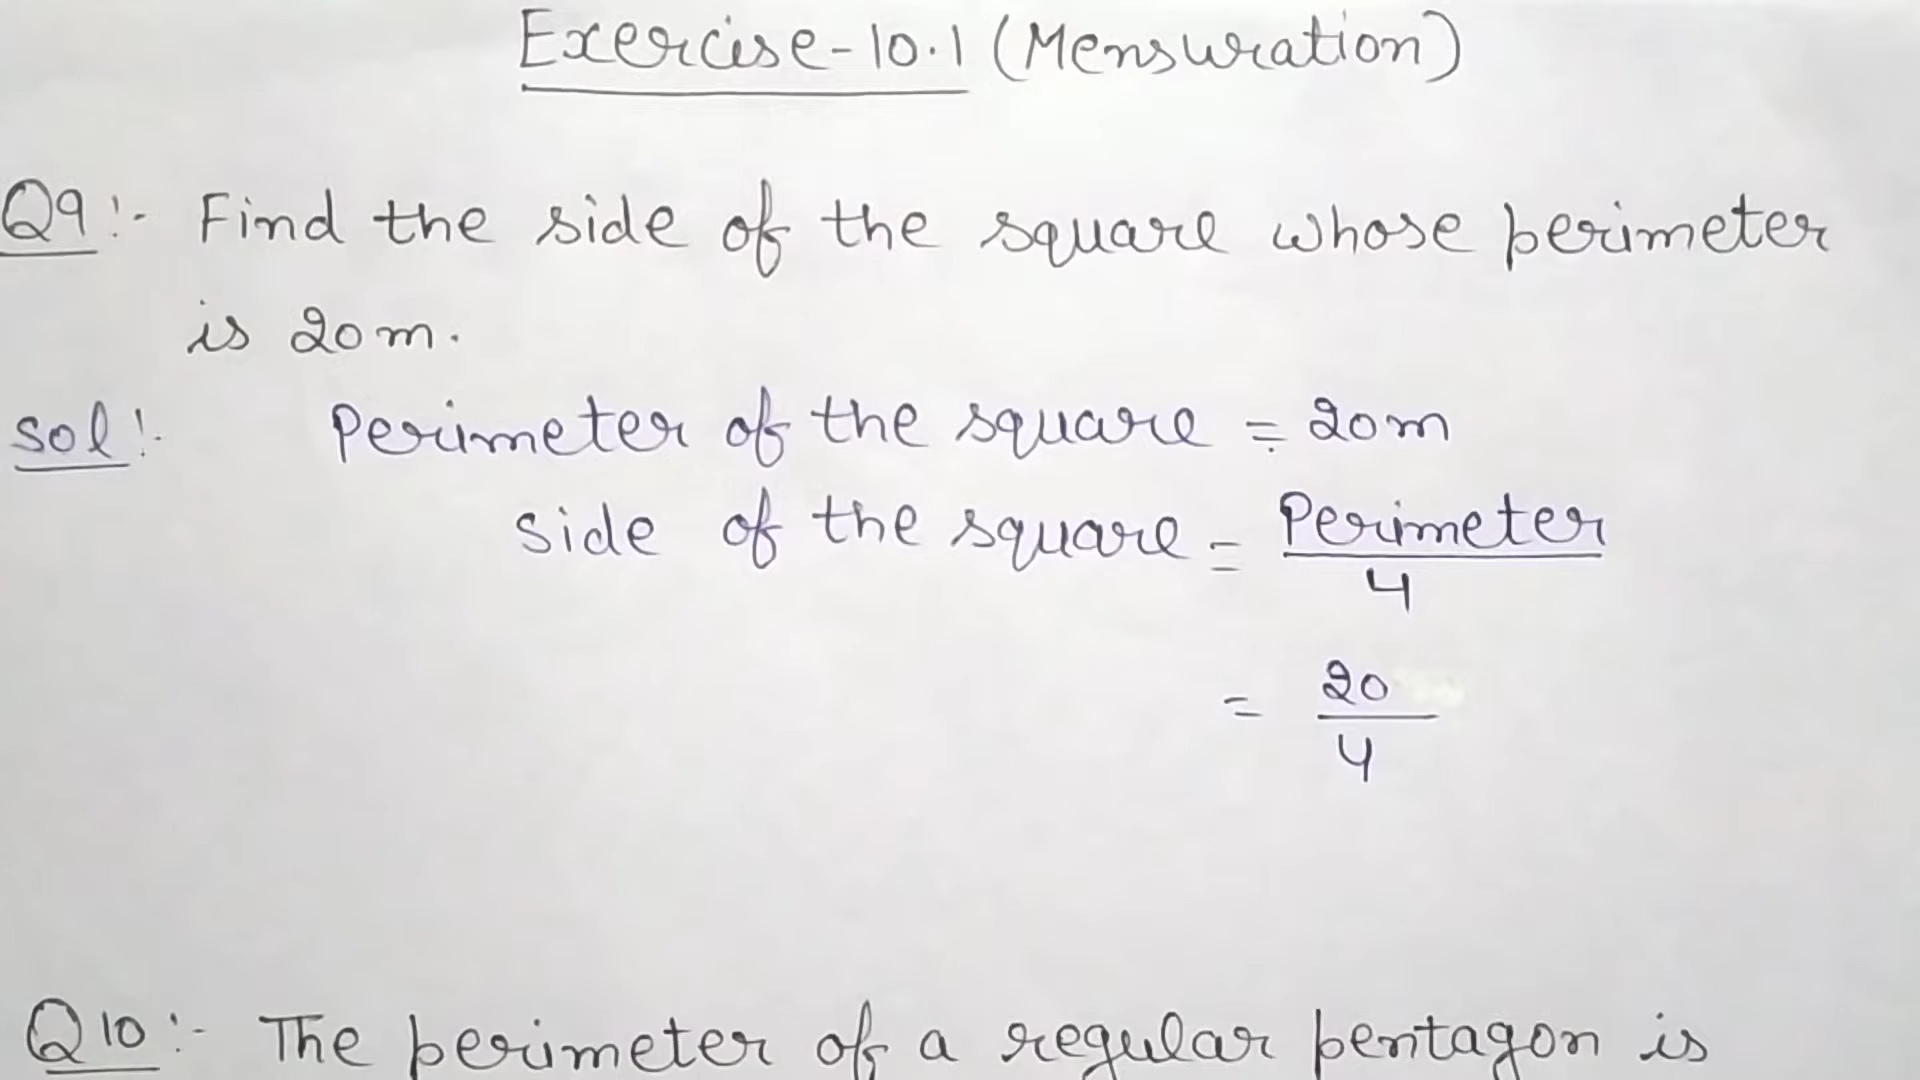 Exercise-10.1 (Mensuration)
Q9:- Find the side of the square whose perimeter
is 20m.
Sol:- Perimeter of the square = 20m
Side of the square = Perimeter/4
= 20/4
Q10:- The perimeter of a regular pentagon is